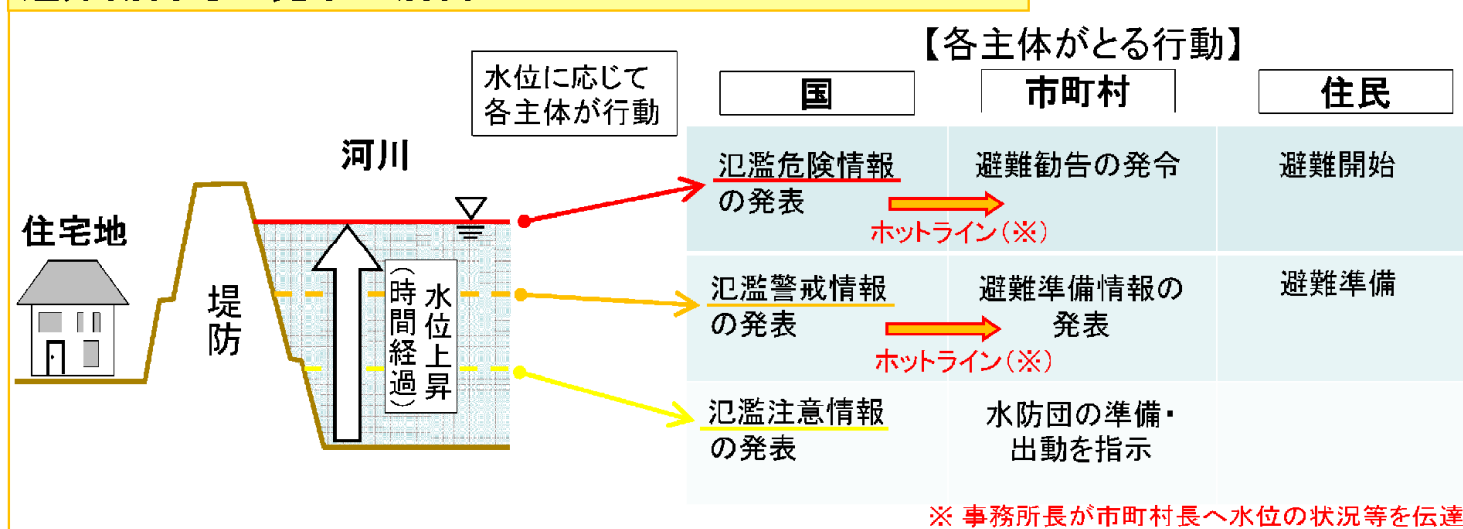 【各主体がとる行動】
水位に応じて
各主体が行動
国
市町村
住民
河川
住宅地
堤防
水位上昇
(時間経過)
氾濫危険情報
の発表
避難勧告の発令
避難開始
ホットライン(※)
氾濫警戒情報
の発表
避難準備情報の
発表
避難準備
ホットライン(※)
氾濫注意情報
の発表
水防団の準備・
出動を指示
※ 事務所長が市町村長へ水位の状況等を伝達